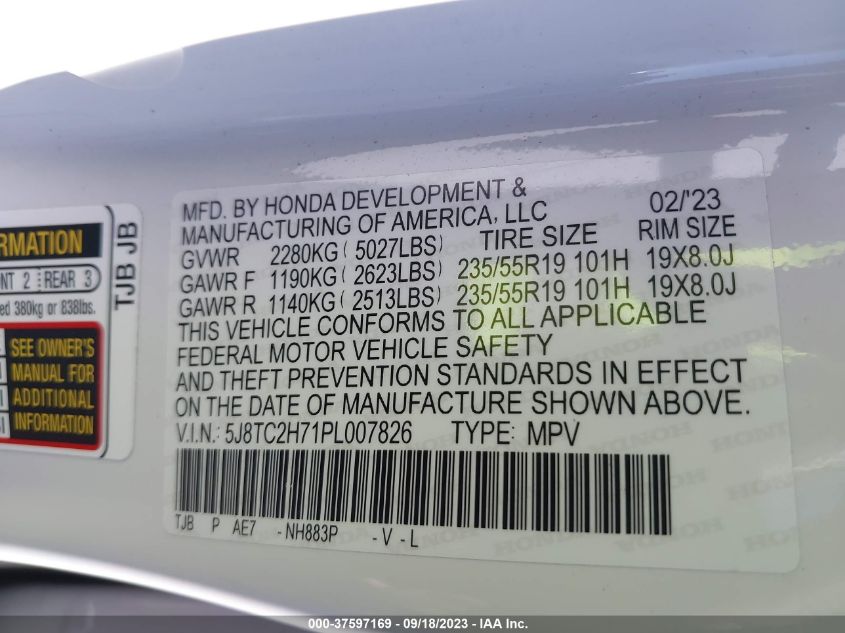 RMATION
NT 2 REAR 3
ed 380kg or 838lbs.
SEE OWNER'S
MANUAL FOR
ADDITIONAL
INFORMATION
TJB JB
MFD. BY HONDA DEVELOPMENT &
MANUFACTURING OF AMERICA, LLC 02/'23
GVWR 2280KG ( 5027LBS) TIRE SIZE RIM SIZE
GAWR F 1190KG ( 2623LBS) 235/55R19 101H 19X8.0J
GAWR R 1140KG ( 2513LBS) 235/55R19 101H 19X8.0J
THIS VEHICLE CONFORMS TO ALL APPLICABLE
FEDERAL MOTOR VEHICLE SAFETY
AND THEFT PREVENTION STANDARDS IN EFFECT
ON THE DATE OF MANUFACTURE SHOWN ABOVE.
V.I.N.: 5J8TC2H71PL007826 TYPE: MPV
TJB P AE7 -NH883P -V-L
000-37597169 - 09/18/2023 - IAA Inc.